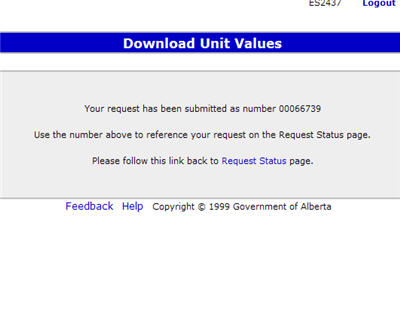 ES2437 Logout
Download Unit Values
Your request has been submitted as number 00066739
Use the number above to reference your request on the Request Status page.
Please follow this link back to Request Status page.
Feedback Help Copyright © 1999 Government of Alberta